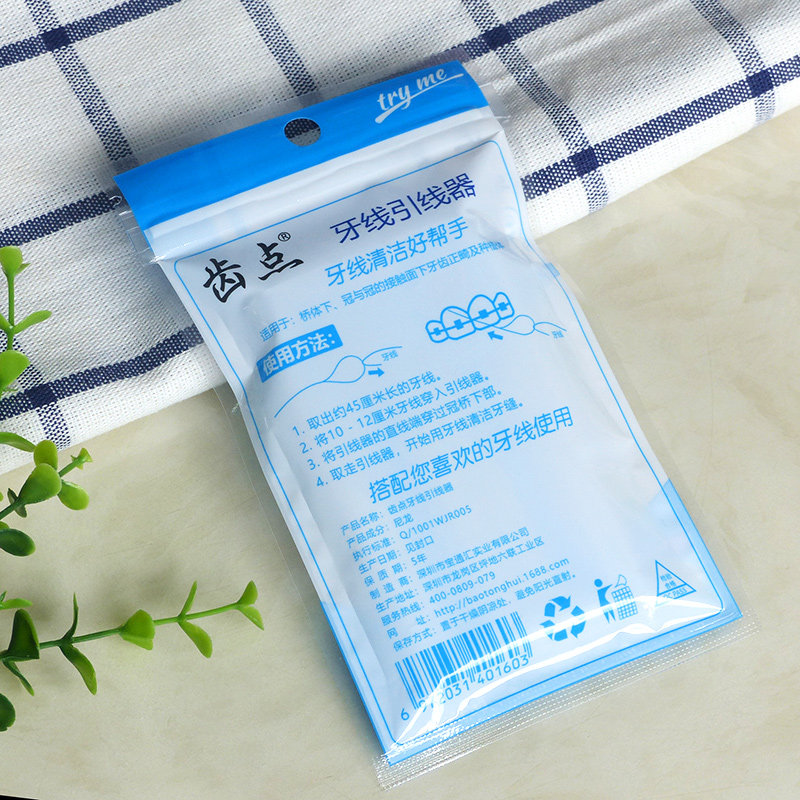 try me
齿点®
牙线引线器
牙线清洁好帮手
适用于：桥体下、冠与冠的接触面下牙齿正畸及种植体
使用方法：
牙线
牙线
1. 取出约45厘米长的牙线。
2. 将10 - 12厘米牙线穿入引线器。
3. 将引线器的直线端穿过冠桥下部。
4. 取走引线器，开始用牙线清洁牙缝。
搭配您喜欢的牙线使用
产品名称：齿点牙线引线器
产品成分：尼龙
执行标准：Q/1001WJR005
生产日期：见封口
保 质 期：5年
制 造 商：深圳市宝通汇实业有限公司
生产地址：深圳市龙岗区坪地六联工业区
服务热线：400-0809-079
网 址：http://baotonghui.1688.com
保存方式：置于干燥阴凉处，避免阳光直射。
QC PASS
6 972031 401603